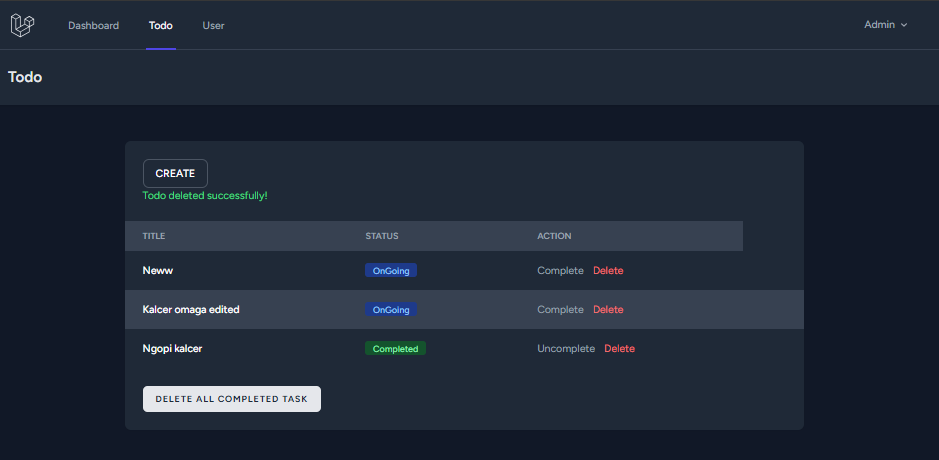 Dashboard Todo User Admin
Todo
CREATE
Todo deleted successfully!
TITLE STATUS ACTION
Neww OnGoing Complete Delete
Kalcer omaga edited OnGoing Complete Delete
Ngopi kalcer Completed Uncomplete Delete
DELETE ALL COMPLETED TASK